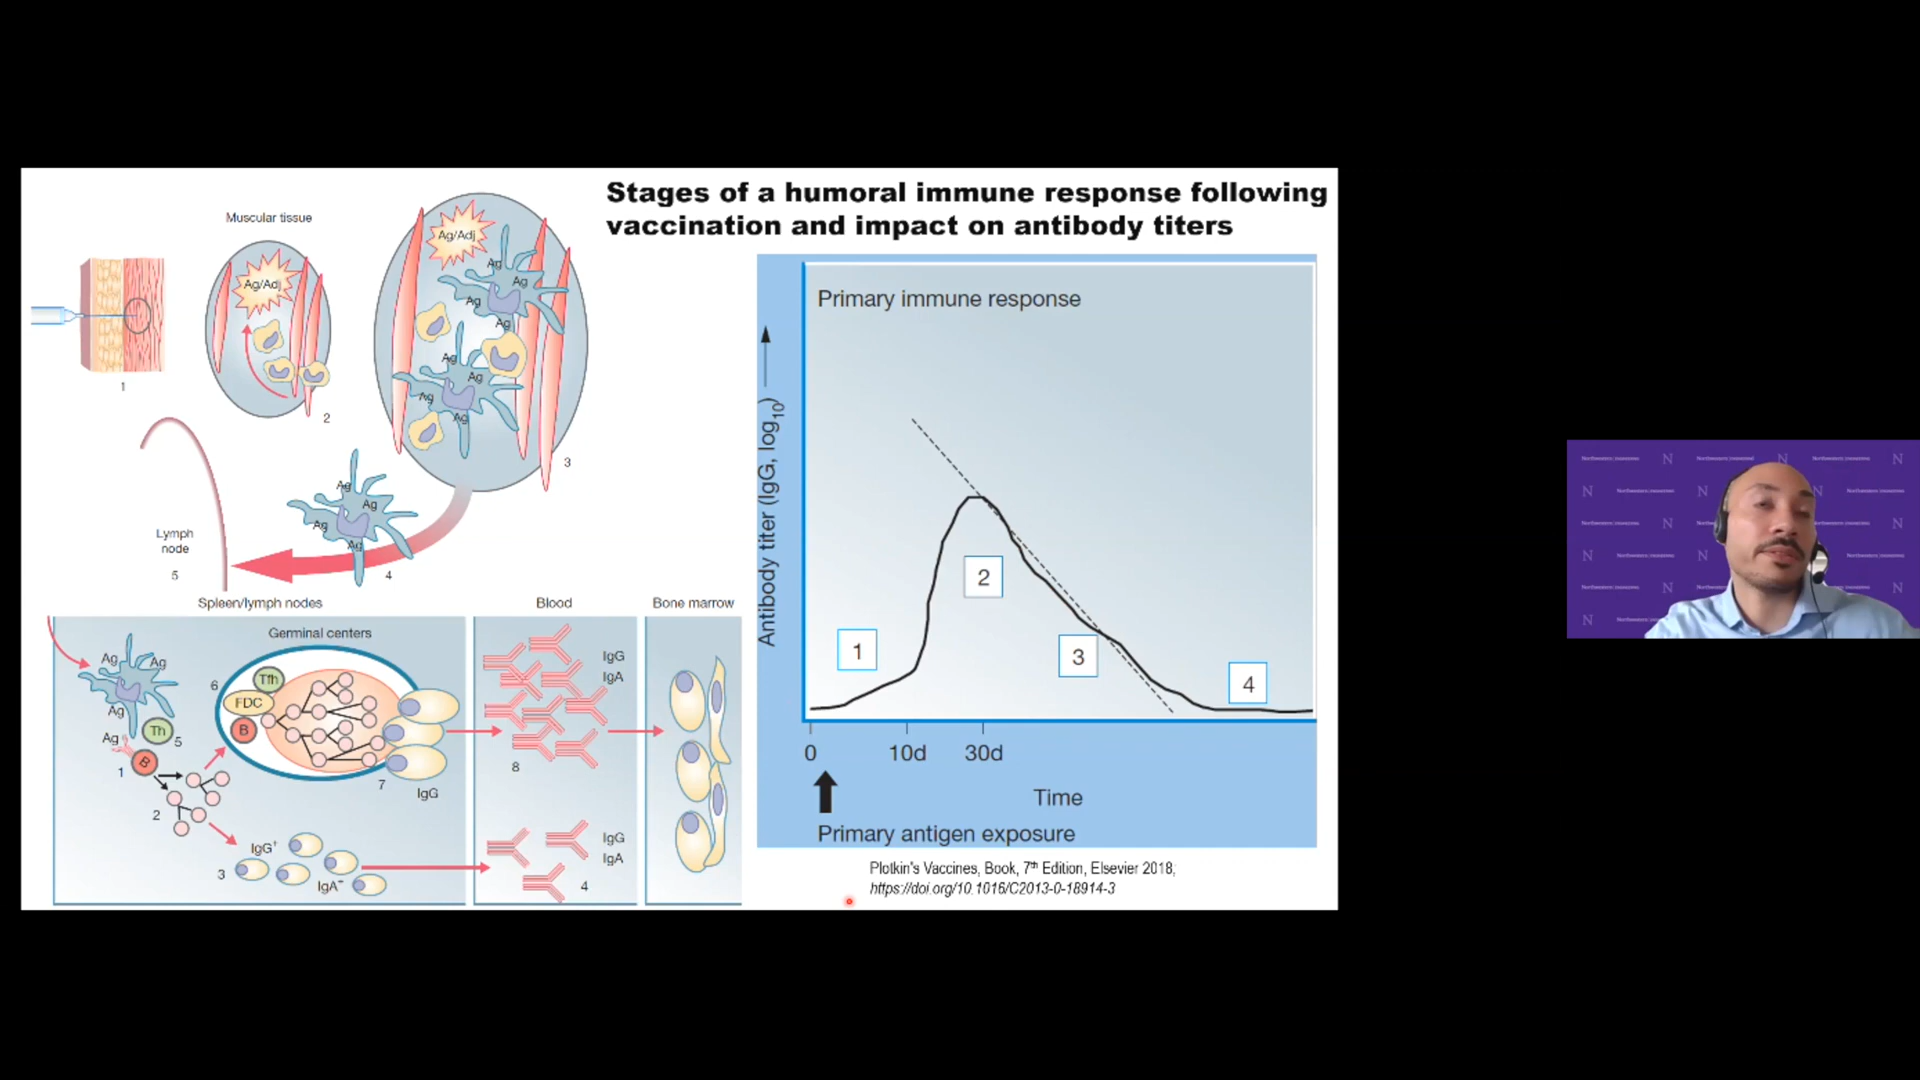 Stages of a humoral immune response following
vaccination and impact on antibody titers
Muscular tissue
Ag/Adj
1
2
Ag/Adj
Ag
Ag
Ag
Ag
Ag
Ag
Ag
Ag
3
Ag
Ag
Ag
Ag
4
Lymph
node
5
Spleen/lymph nodes
Blood
Bone marrow
Germinal centers
Ag
Ag
Ag
Ag
Th
5
1
B
2
6
Tfh
FDC
B
7
IgG
3
IgG+
IgA-
IgG
IgA
8
IgG
IgA
4
Primary immune response
Antibody titer (IgG, log10)
1
2
3
4
0
10d
30d
Time
Primary antigen exposure
Plotkin's Vaccines, Book, 7th Edition, Elsevier 2018;
https://doi.org/10.1016/C2013-0-18914-3